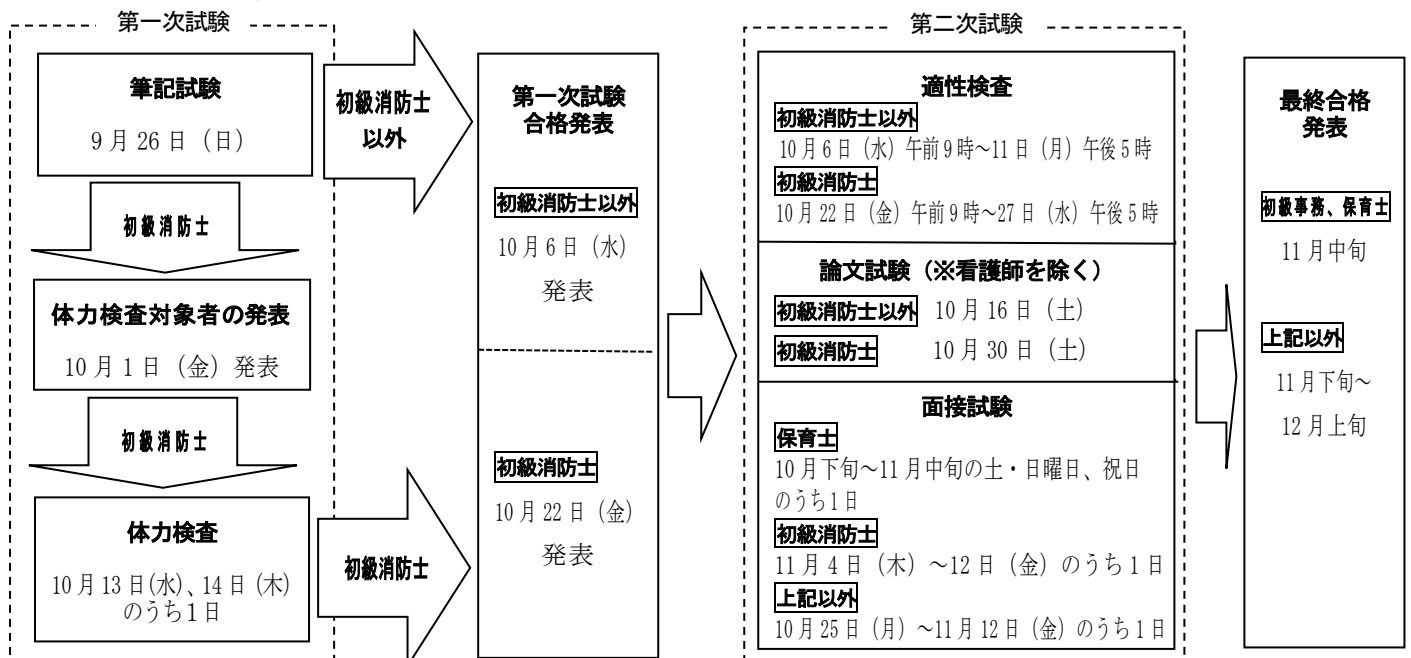 第一次試験
筆記試験
9月26日（日）
初級消防士
体力検査対象者の発表
10月1日（金）発表
初級消防士
体力検査
10月13日(水)、14日(木)
のうち1日
初級消防士
以外
初級消防士
第一次試験
合格発表
初級消防士以外
10月6日（水）
発表
初級消防士
10月22日（金）
発表
第二次試験
適性検査
初級消防士以外
10月6日（水）午前9時～11日（月）午後5時
初級消防士
10月22日（金）午前9時～27日（水）午後5時
論文試験（※看護師を除く）
初級消防士以外 10月16日（土）
初級消防士 10月30日（土）
面接試験
保育士
10月下旬～11月中旬の土・日曜日、祝日
のうち1日
初級消防士
11月4日（木）～12日（金）のうち1日
上記以外
10月25日（月）～11月12日（金）のうち1日
最終合格
発表
初級事務、保育士
11月中旬
上記以外
11月下旬～
12月上旬